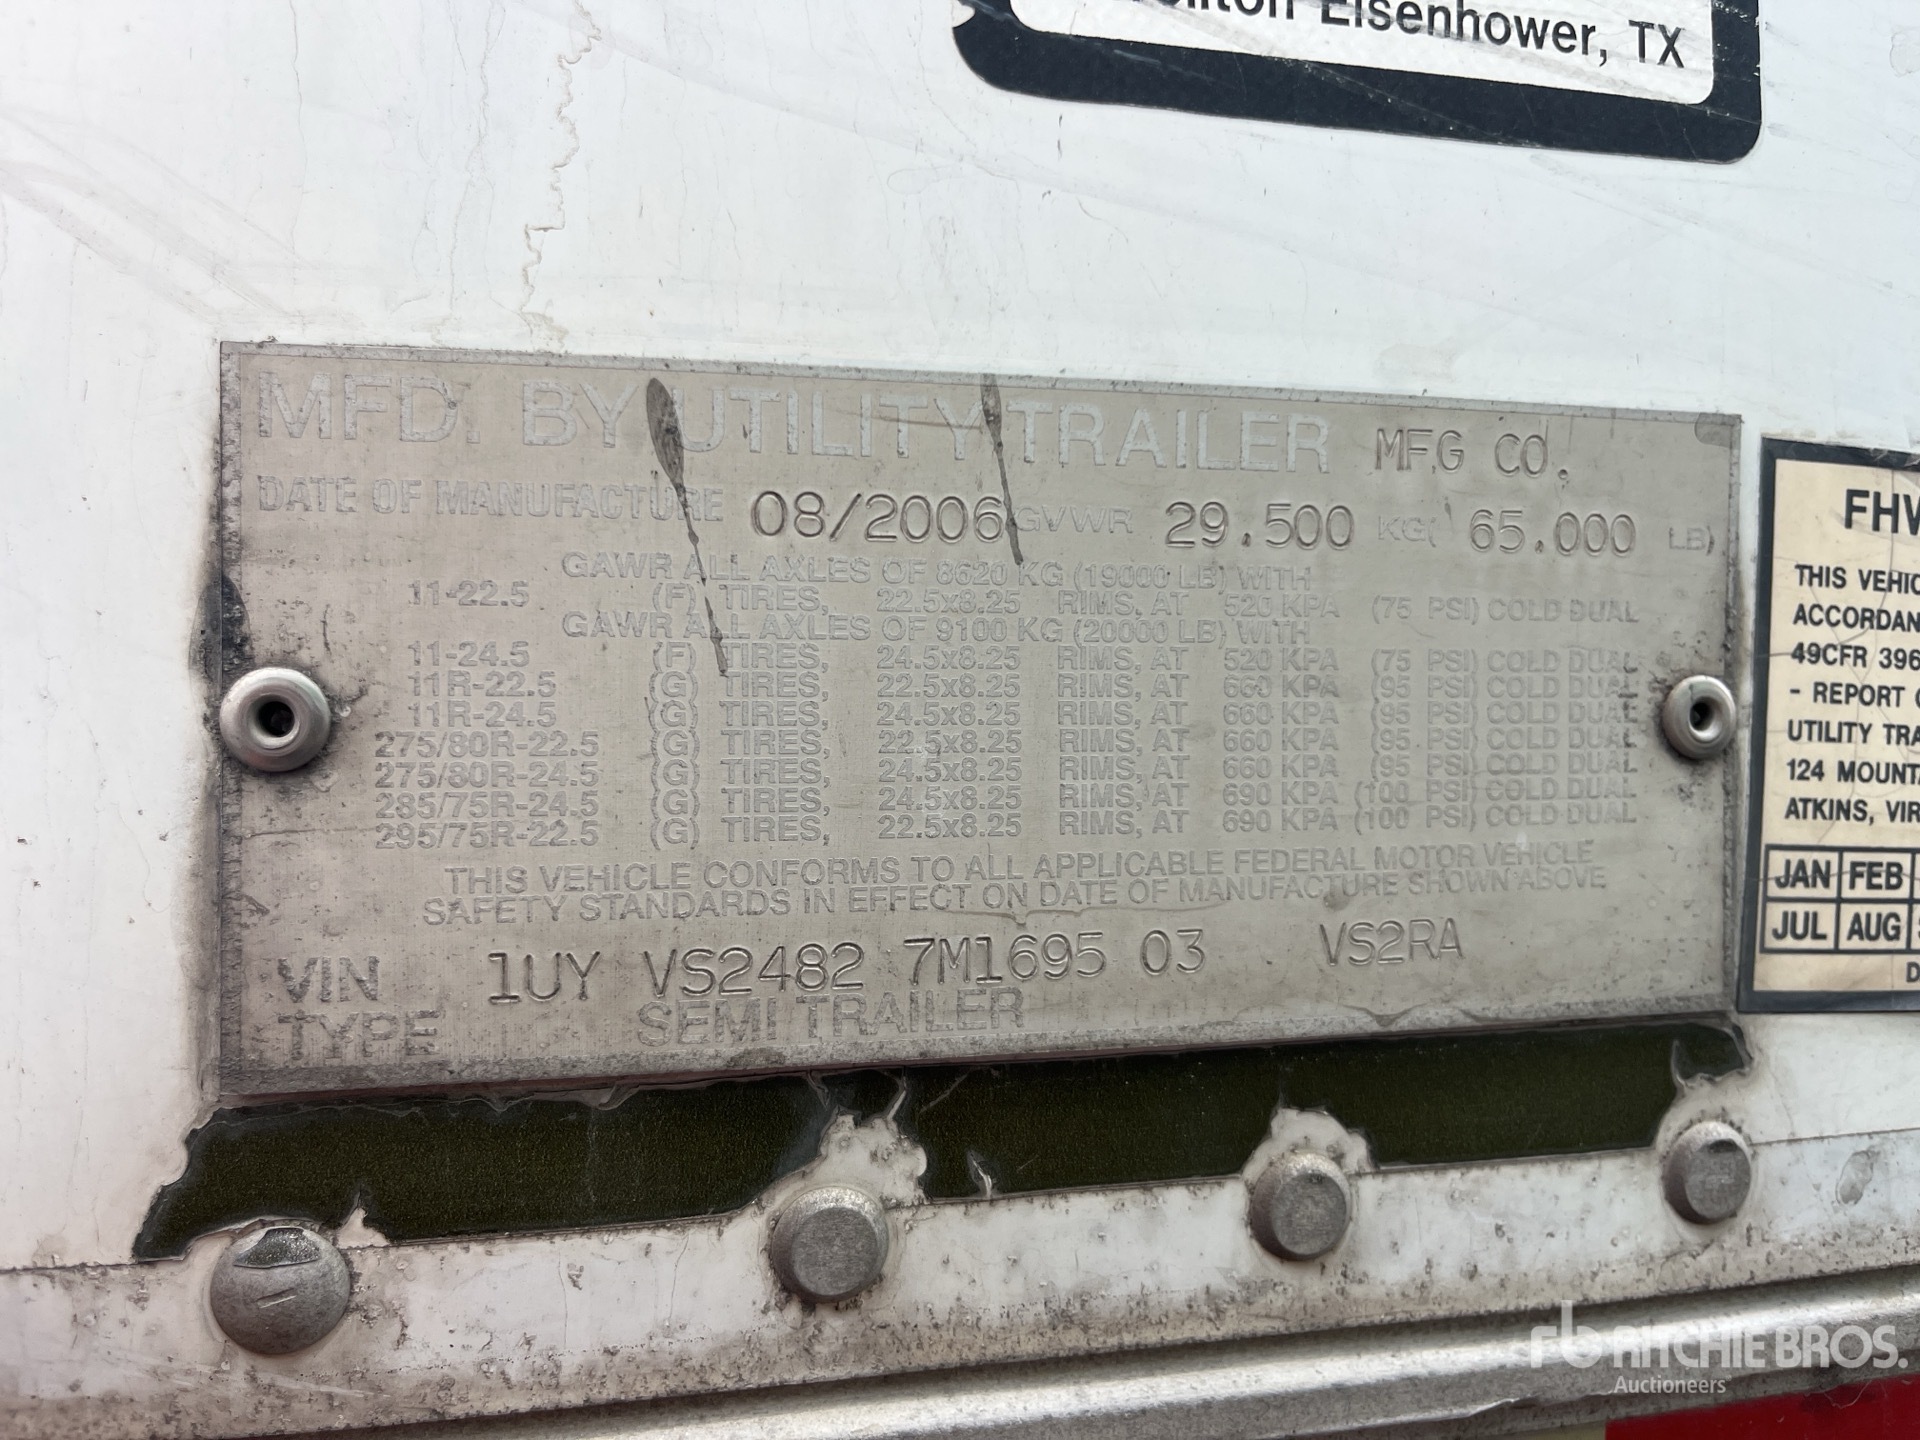 Eisenhower, TX
MFD. BY UTILITY TRAILER MFG CO.
DATE OF MANUFACTURE 08/2006 GVWR 29.500 KG( 65.000 LB)
GAWR ALL AXLES OF 8620 KG (19000 LB) WITH
11-22.5 (F) TIRES, 22.5x8.25 RIMS, AT 520 KPA (75 PSI) COLD DUAL
GAWR ALL AXLES OF 9100 KG (20000 LB) WITH
11-24.5 (F) TIRES, 24.5x8.25 RIMS, AT 520 KPA (75 PSI) COLD DUAL
11R-22.5 (G) TIRES, 22.5x8.25 RIMS, AT 660 KPA (95 PSI) COLD DUAL
11R-24.5 (G) TIRES, 24.5x8.25 RIMS, AT 660 KPA (95 PSI) COLD DUAL
275/80R-22.5 (G) TIRES, 22.5x8.25 RIMS, AT 660 KPA (95 PSI) COLD DUAL
275/80R-24.5 (G) TIRES, 24.5x8.25 RIMS, AT 660 KPA (95 PSI) COLD DUAL
285/75R-24.5 (G) TIRES, 24.5x8.25 RIMS, AT 690 KPA (100 PSI) COLD DUAL
295/75R-22.5 (G) TIRES, 22.5x8.25 RIMS, AT 690 KPA (100 PSI) COLD DUAL
THIS VEHICLE CONFORMS TO ALL APPLICABLE FEDERAL MOTOR VEHICLE
SAFETY STANDARDS IN EFFECT ON DATE OF MANUFACTURE SHOWN ABOVE
VIN 1UY VS2482 7M1695 03 VS2RA
TYPE SEMI TRAILER
THIS
49CFR
- REPORT
UTILITY
124
ATKINS,
JAN FEB
JUL AUG
RITCHIE BROS.
Auctioneers